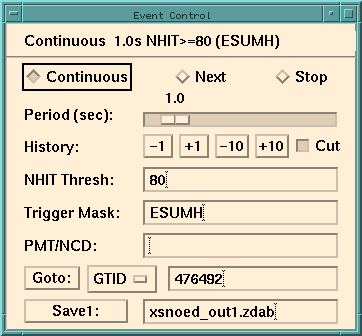 Event Control
Continuous 1.0s NHIT>=80 (ESUMH)
Continuous Next Stop
1.0
Period (sec):
History: -1 +1 -10 +10 Cut
NHIT Thresh: 80
Trigger Mask: ESUMH
PMT/NCD:
Goto: GTID 476492
Save1: xsnoed_out1.zdab